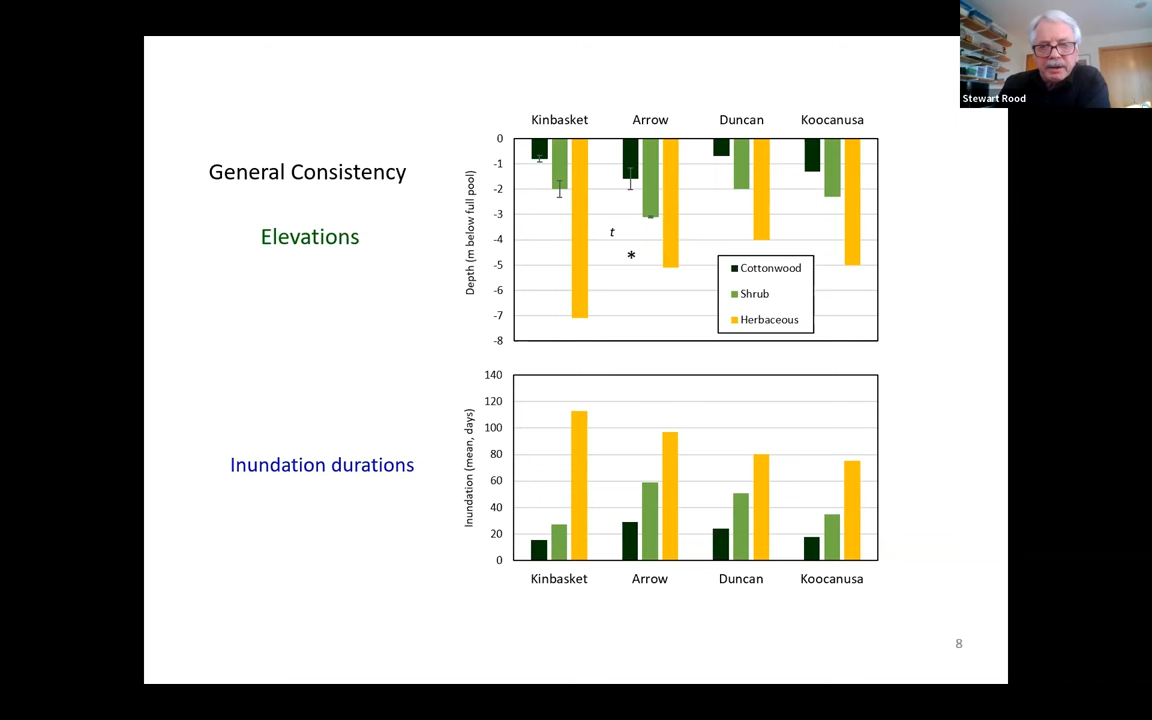 Stewart Rood
General Consistency
Elevations
Kinbasket Arrow Duncan Koocanusa
Depth (m below full pool)
0
-1
-2
-3
-4
-5
-6
-7
-8
t
*
Cottonwood
Shrub
Herbaceous
Inundation durations
Inundation (mean, days)
140
120
100
80
60
40
20
0
Kinbasket Arrow Duncan Koocanusa
8